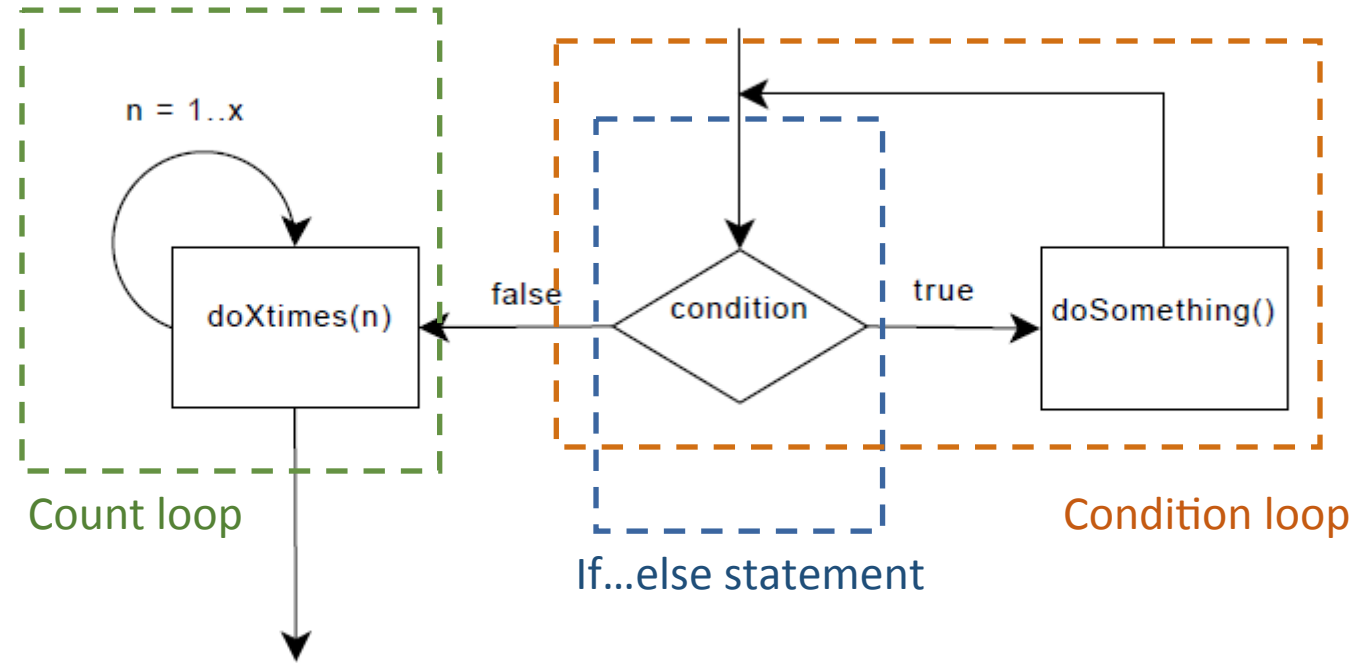 n = 1..x
doXtimes(n)
false
condition
true
doSomething()
Count loop
If...else statement
Condition loop